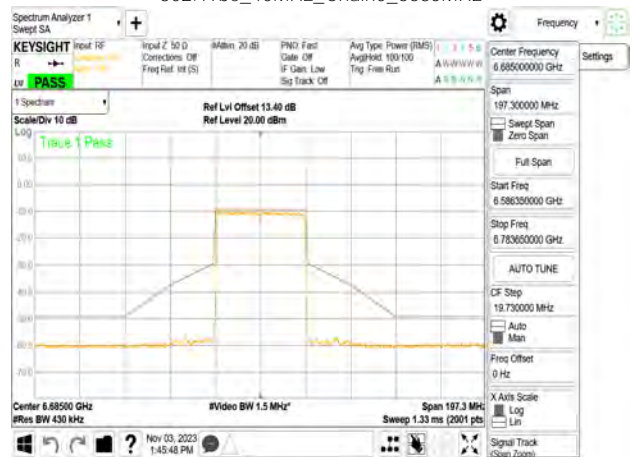 Spectrum Analyzer 1
Swept SA
+
Frequency
KEYSIGHT
Input: RF
Input Z: 50 Ω
Corrections: Off
Freq Ref: Int (S)
#Atten: 20 dB
PNO: Fast
Gate: Off
IF Gain: Low
Sig Track: Off
Avg Type: Power (RMS)
Avg|Hold: 100/100
Trig: Free Run
R
PASS
1 Spectrum
Scale/Div 10 dB
Ref Lvl Offset 13.40 dB
Ref Level 20.00 dBm
Log
Trace 1 Pass
Center 6.68500 GHz
#Res BW 430 kHz
#Video BW 1.5 MHz*
Span 197.3 MHz
Sweep 1.33 ms (2001 pts
Nov 03, 2023
1:45:48 PM
Settings
Center Frequency
6.685000000 GHz
Span
197.300000 MHz
Swept Span
Zero Span
Full Span
Start Freq
6.586350000 GHz
Stop Freq
6.783650000 GHz
AUTO TUNE
CF Step
19.730000 MHz
Auto
Man
Freq Offset
0 Hz
X Axis Scale
Log
Lin
Signal Track
(Span Zoom)